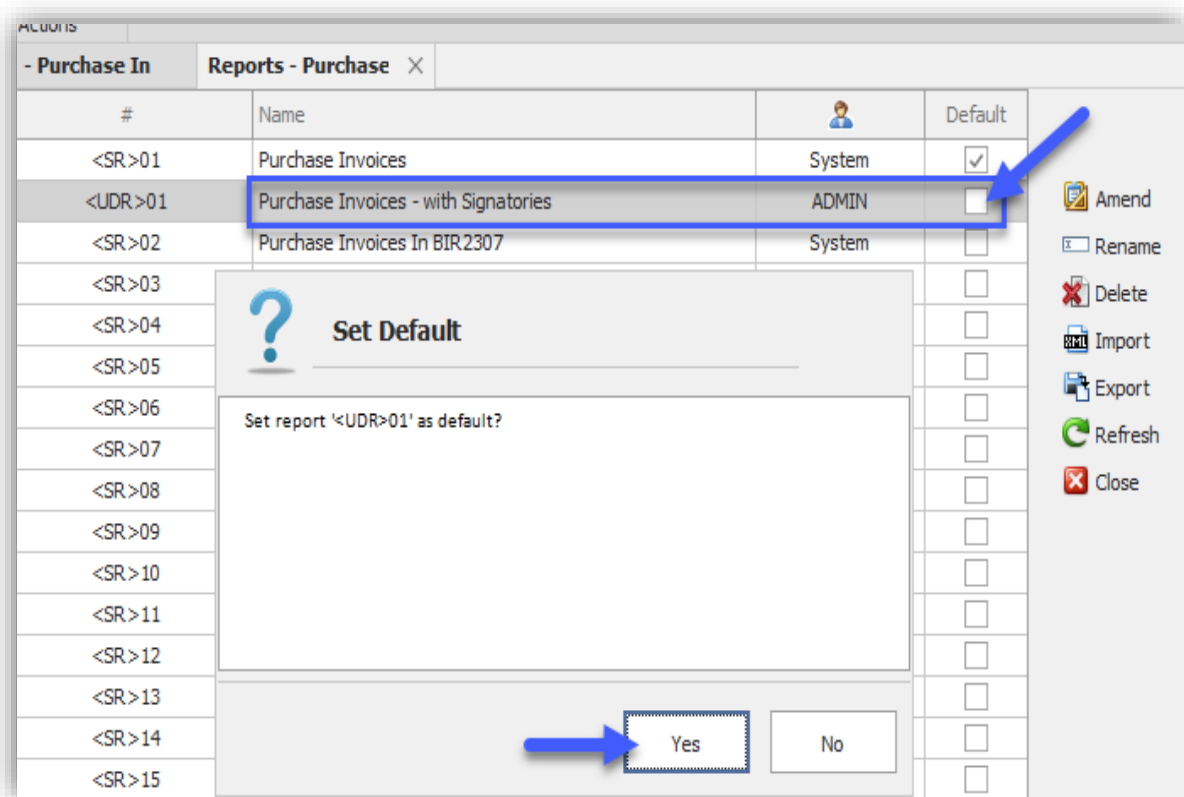 Actions
- Purchase In Reports - Purchase
# Name Default
<SR>01 Purchase Invoices System
<UDR>01 Purchase Invoices - with Signatories ADMIN
<SR>02 Purchase Invoices In BIR2307 System
<SR>03
<SR>04
<SR>05
<SR>06
<SR>07
<SR>08
<SR>09
<SR>10
<SR>11
<SR>12
<SR>13
<SR>14
<SR>15
Set Default
Set report '<UDR>01' as default?
Yes No
Amend
Rename
Delete
XML Import
Export
Refresh
Close